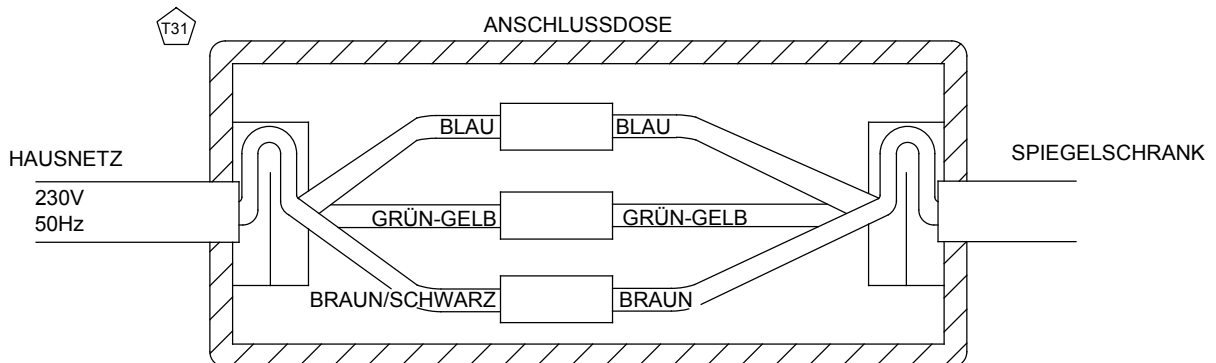 T31
ANSCHLUSSDOSE
HAUSNETZ
230V
50Hz
BLAU
BLAU
GRÜN-GELB
GRÜN-GELB
BRAUN/SCHWARZ
BRAUN
SPIEGELSCHRANK